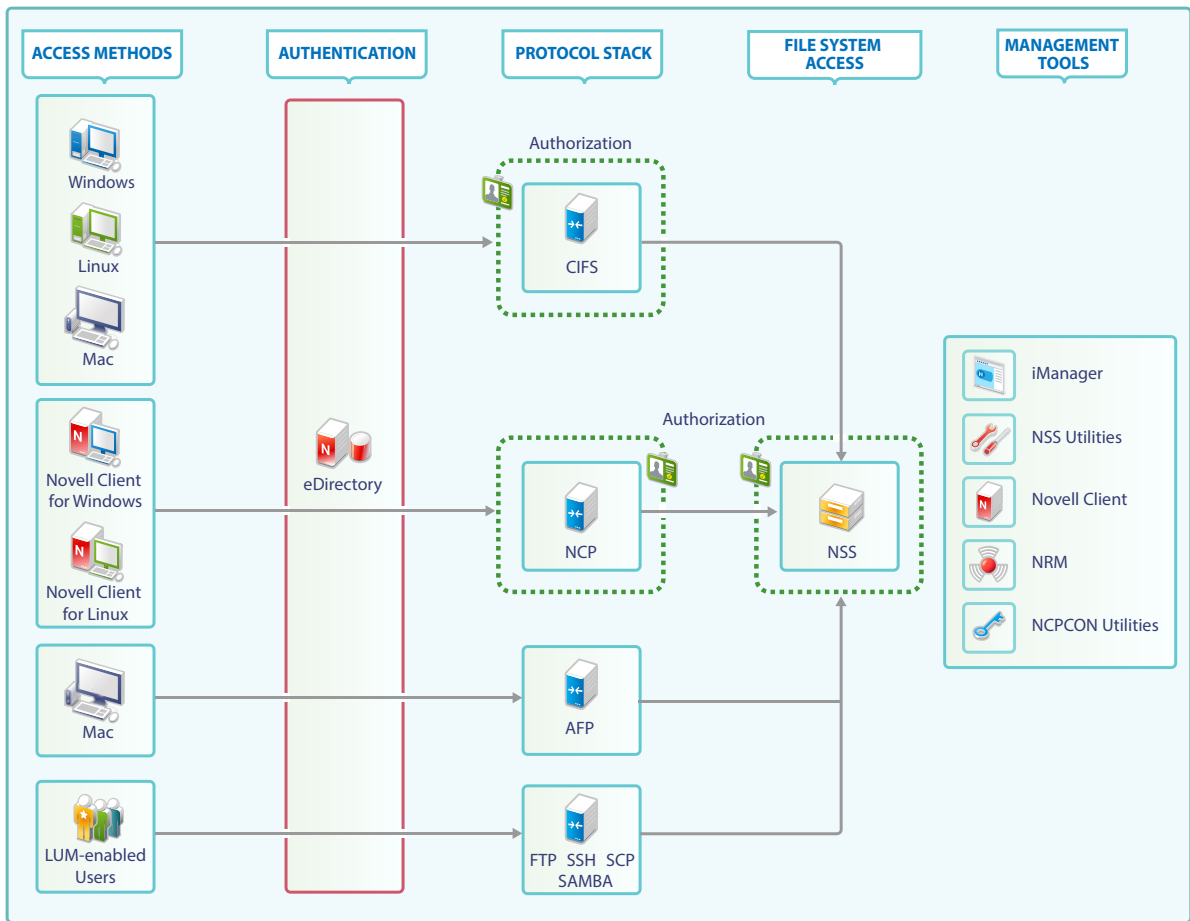 ACCESS METHODS
AUTHENTICATION
PROTOCOL STACK
FILE SYSTEM
ACCESS
MANAGEMENT
TOOLS
Windows
Linux
Mac
Authorization
CIFS
Novell Client
for Windows
Novell Client
for Linux
eDirectory
NCP
Authorization
NSS
iManager
NSS Utilities
Novell Client
NRM
NCPCON Utilities
Mac
AFP
LUM-enabled
Users
FTP SSH SCP
SAMBA